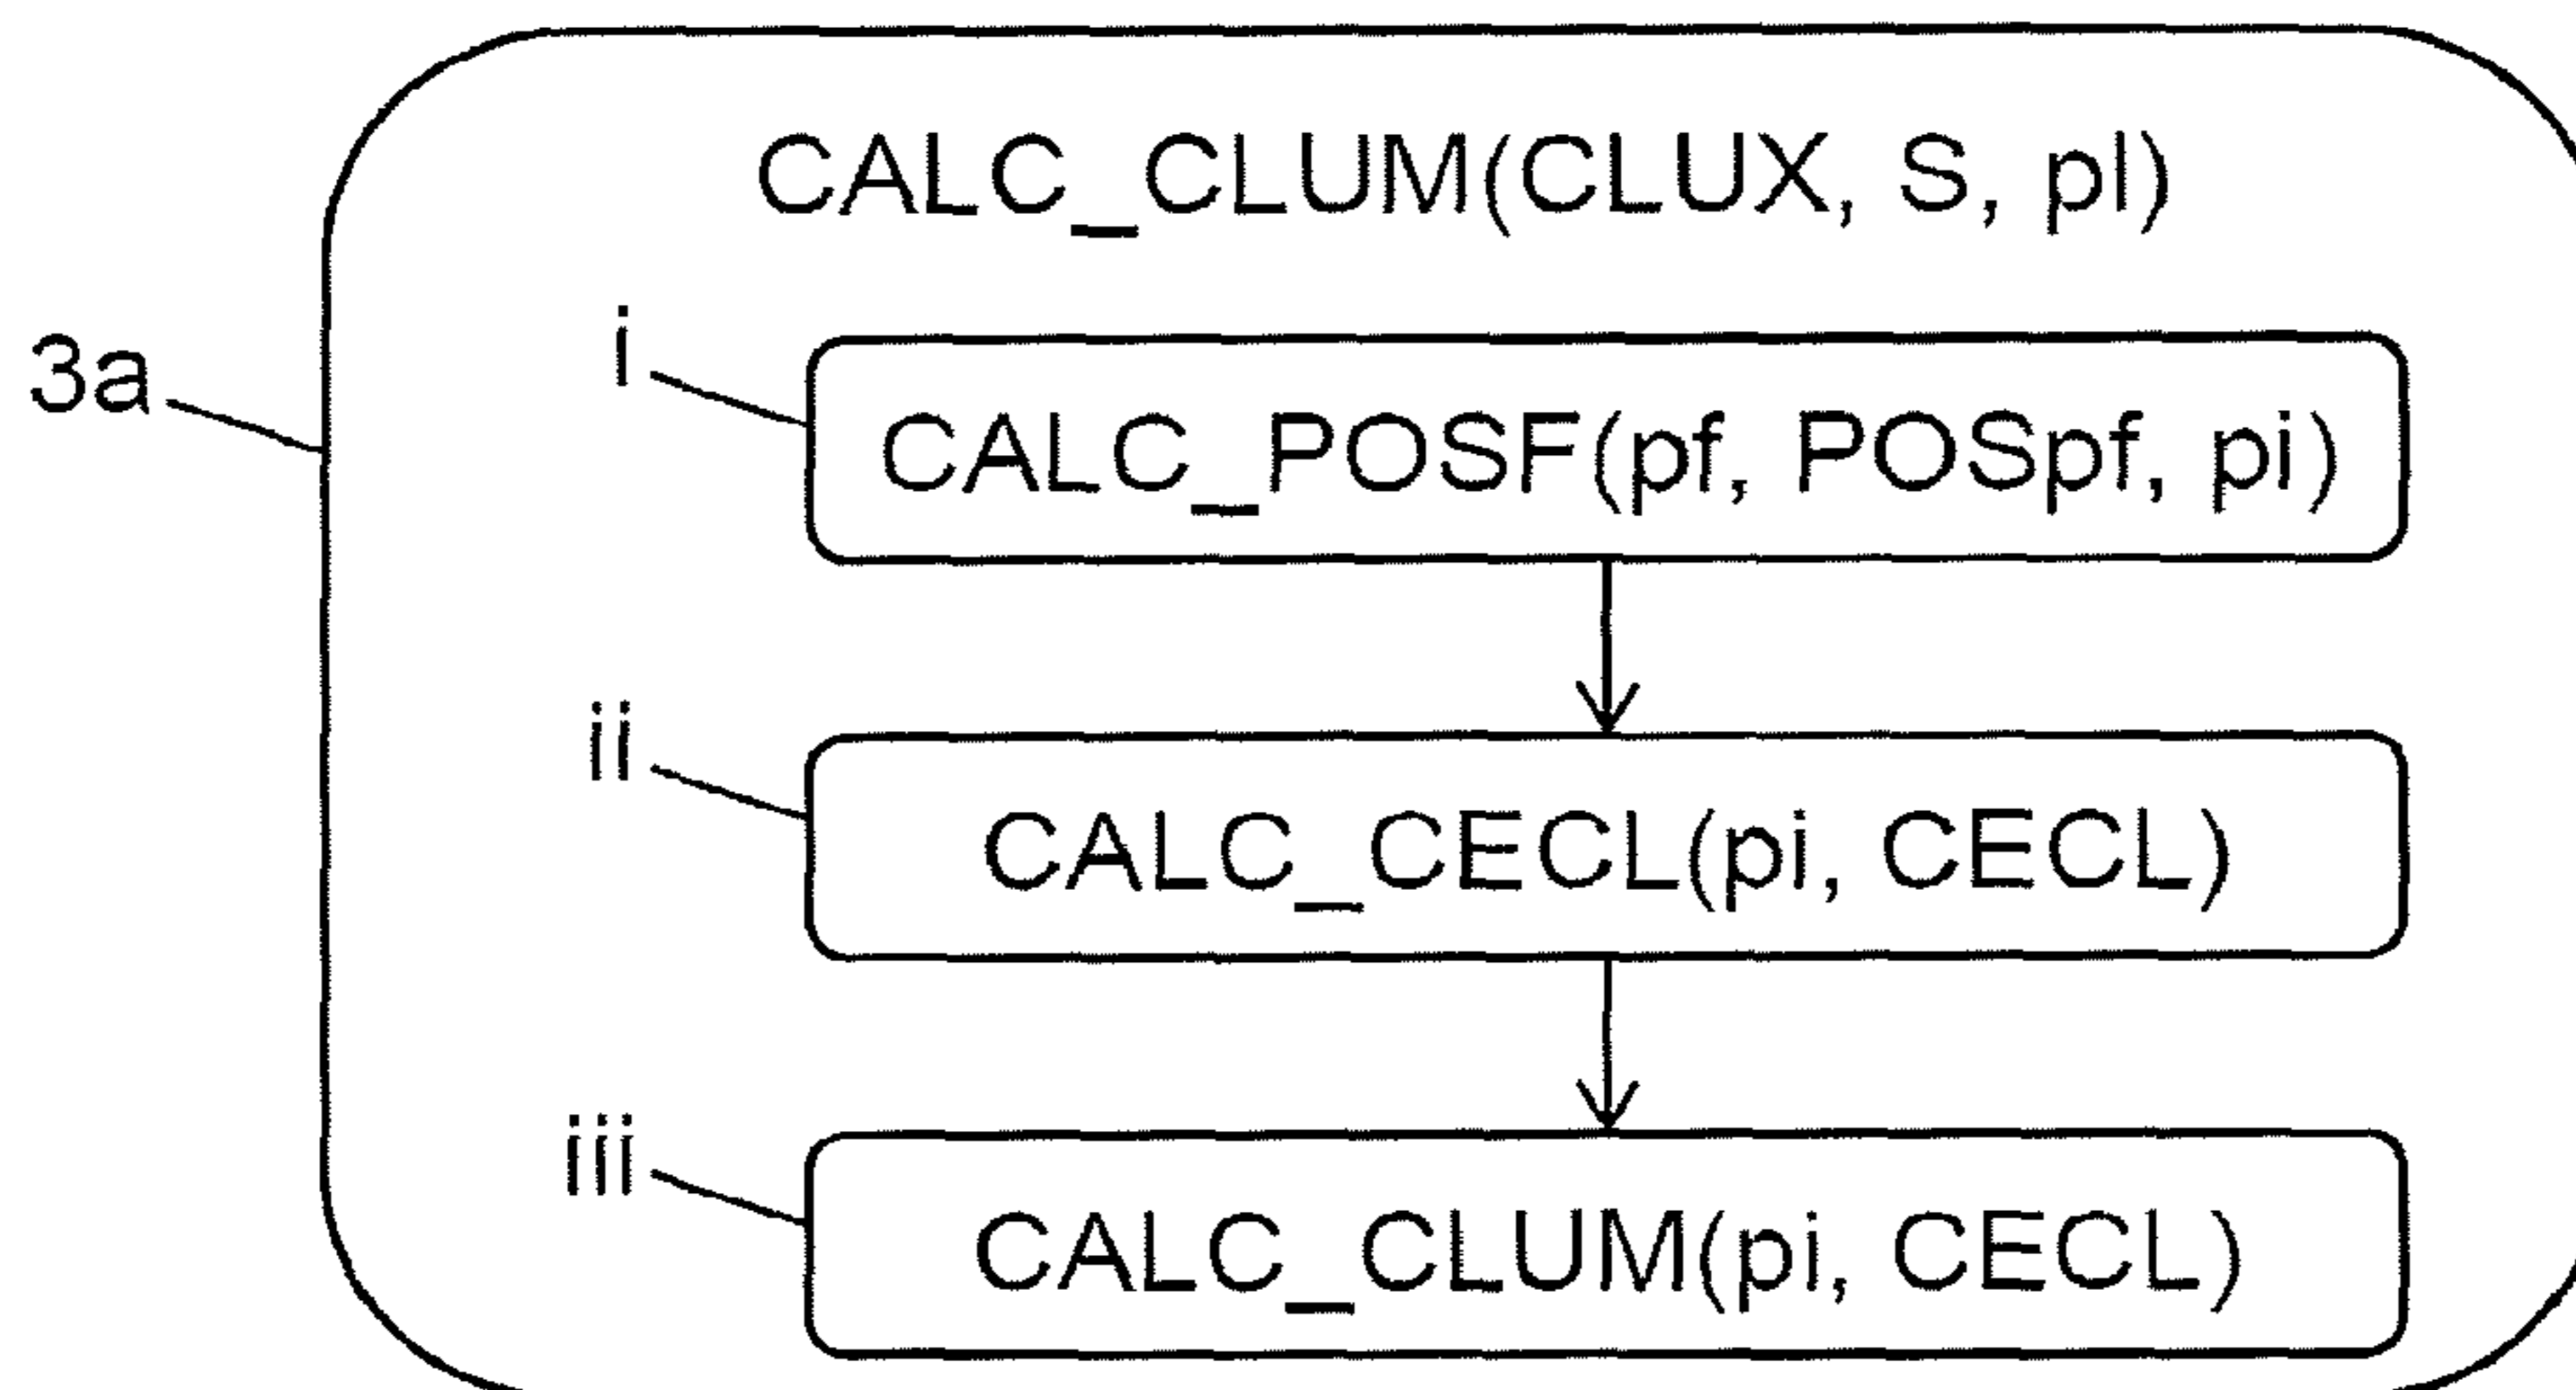 CALC_CLUM(CLUX, S, pl)
3a
i
CALC_POSF(pf, POSpf, pi)
ii
CALC_CECL(pi, CECL)
iii
CALC_CLUM(pi, CECL)